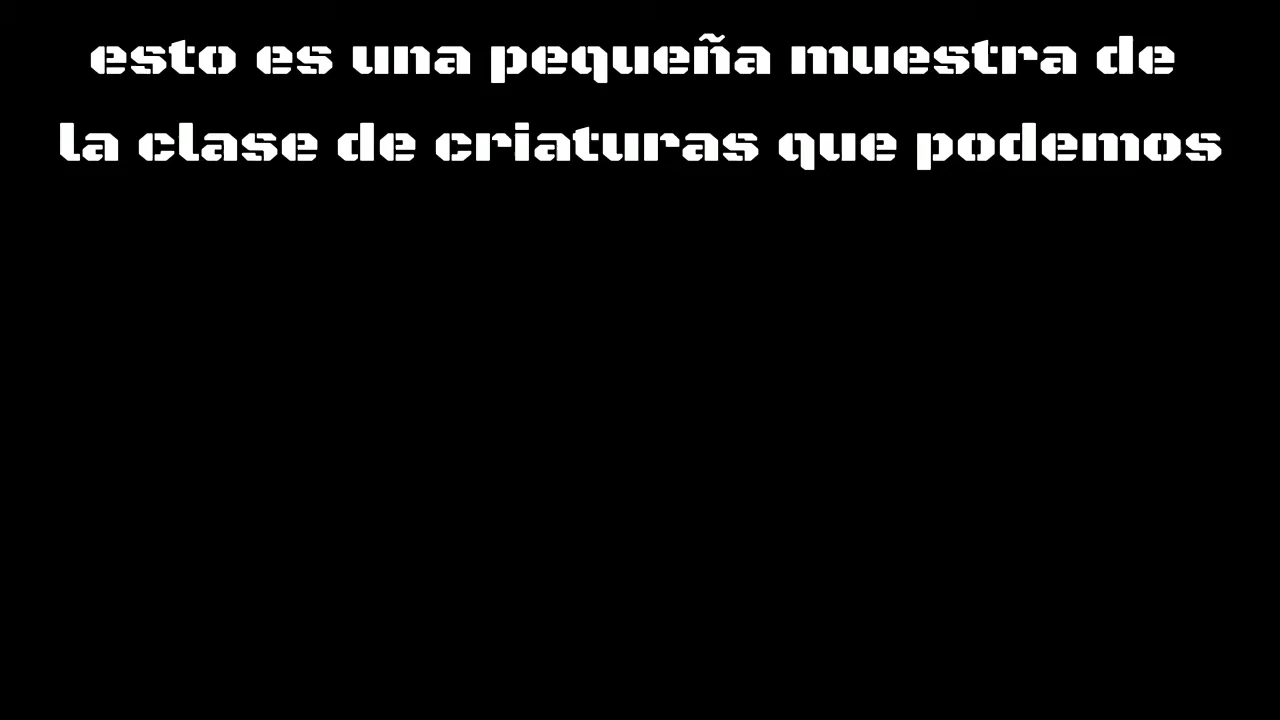 esto es una pequeña muestra de
la clase de criaturas que podemos